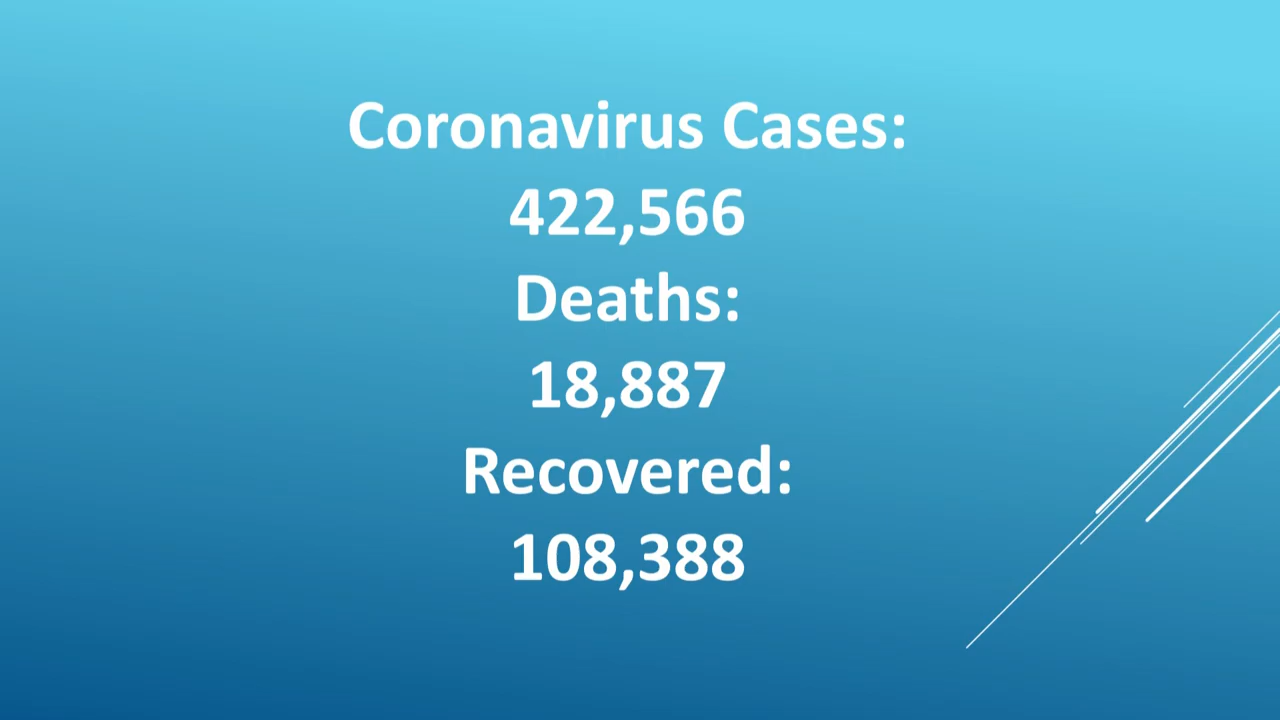 Coronavirus Cases:
422,566
Deaths:
18,887
Recovered:
108,388